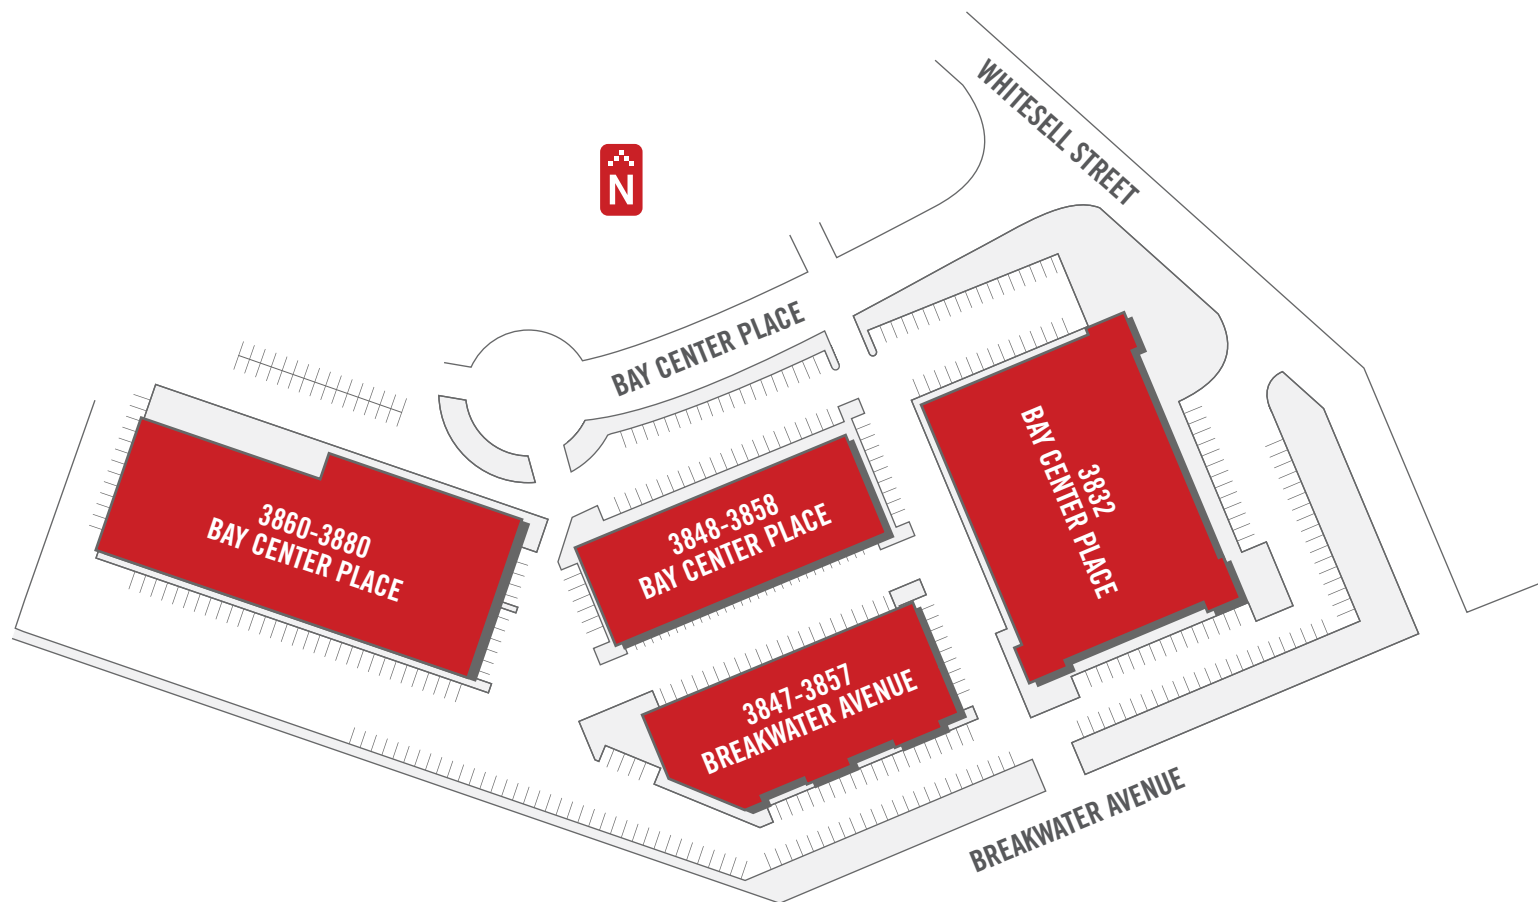 WHITESELL STREET
N
BAY CENTER PLACE
3860-3880
BAY CENTER PLACE
3848-3858
BAY CENTER PLACE
3832
BAY CENTER PLACE
3847-3857
BREAKWATER AVENUE
BREAKWATER AVENUE